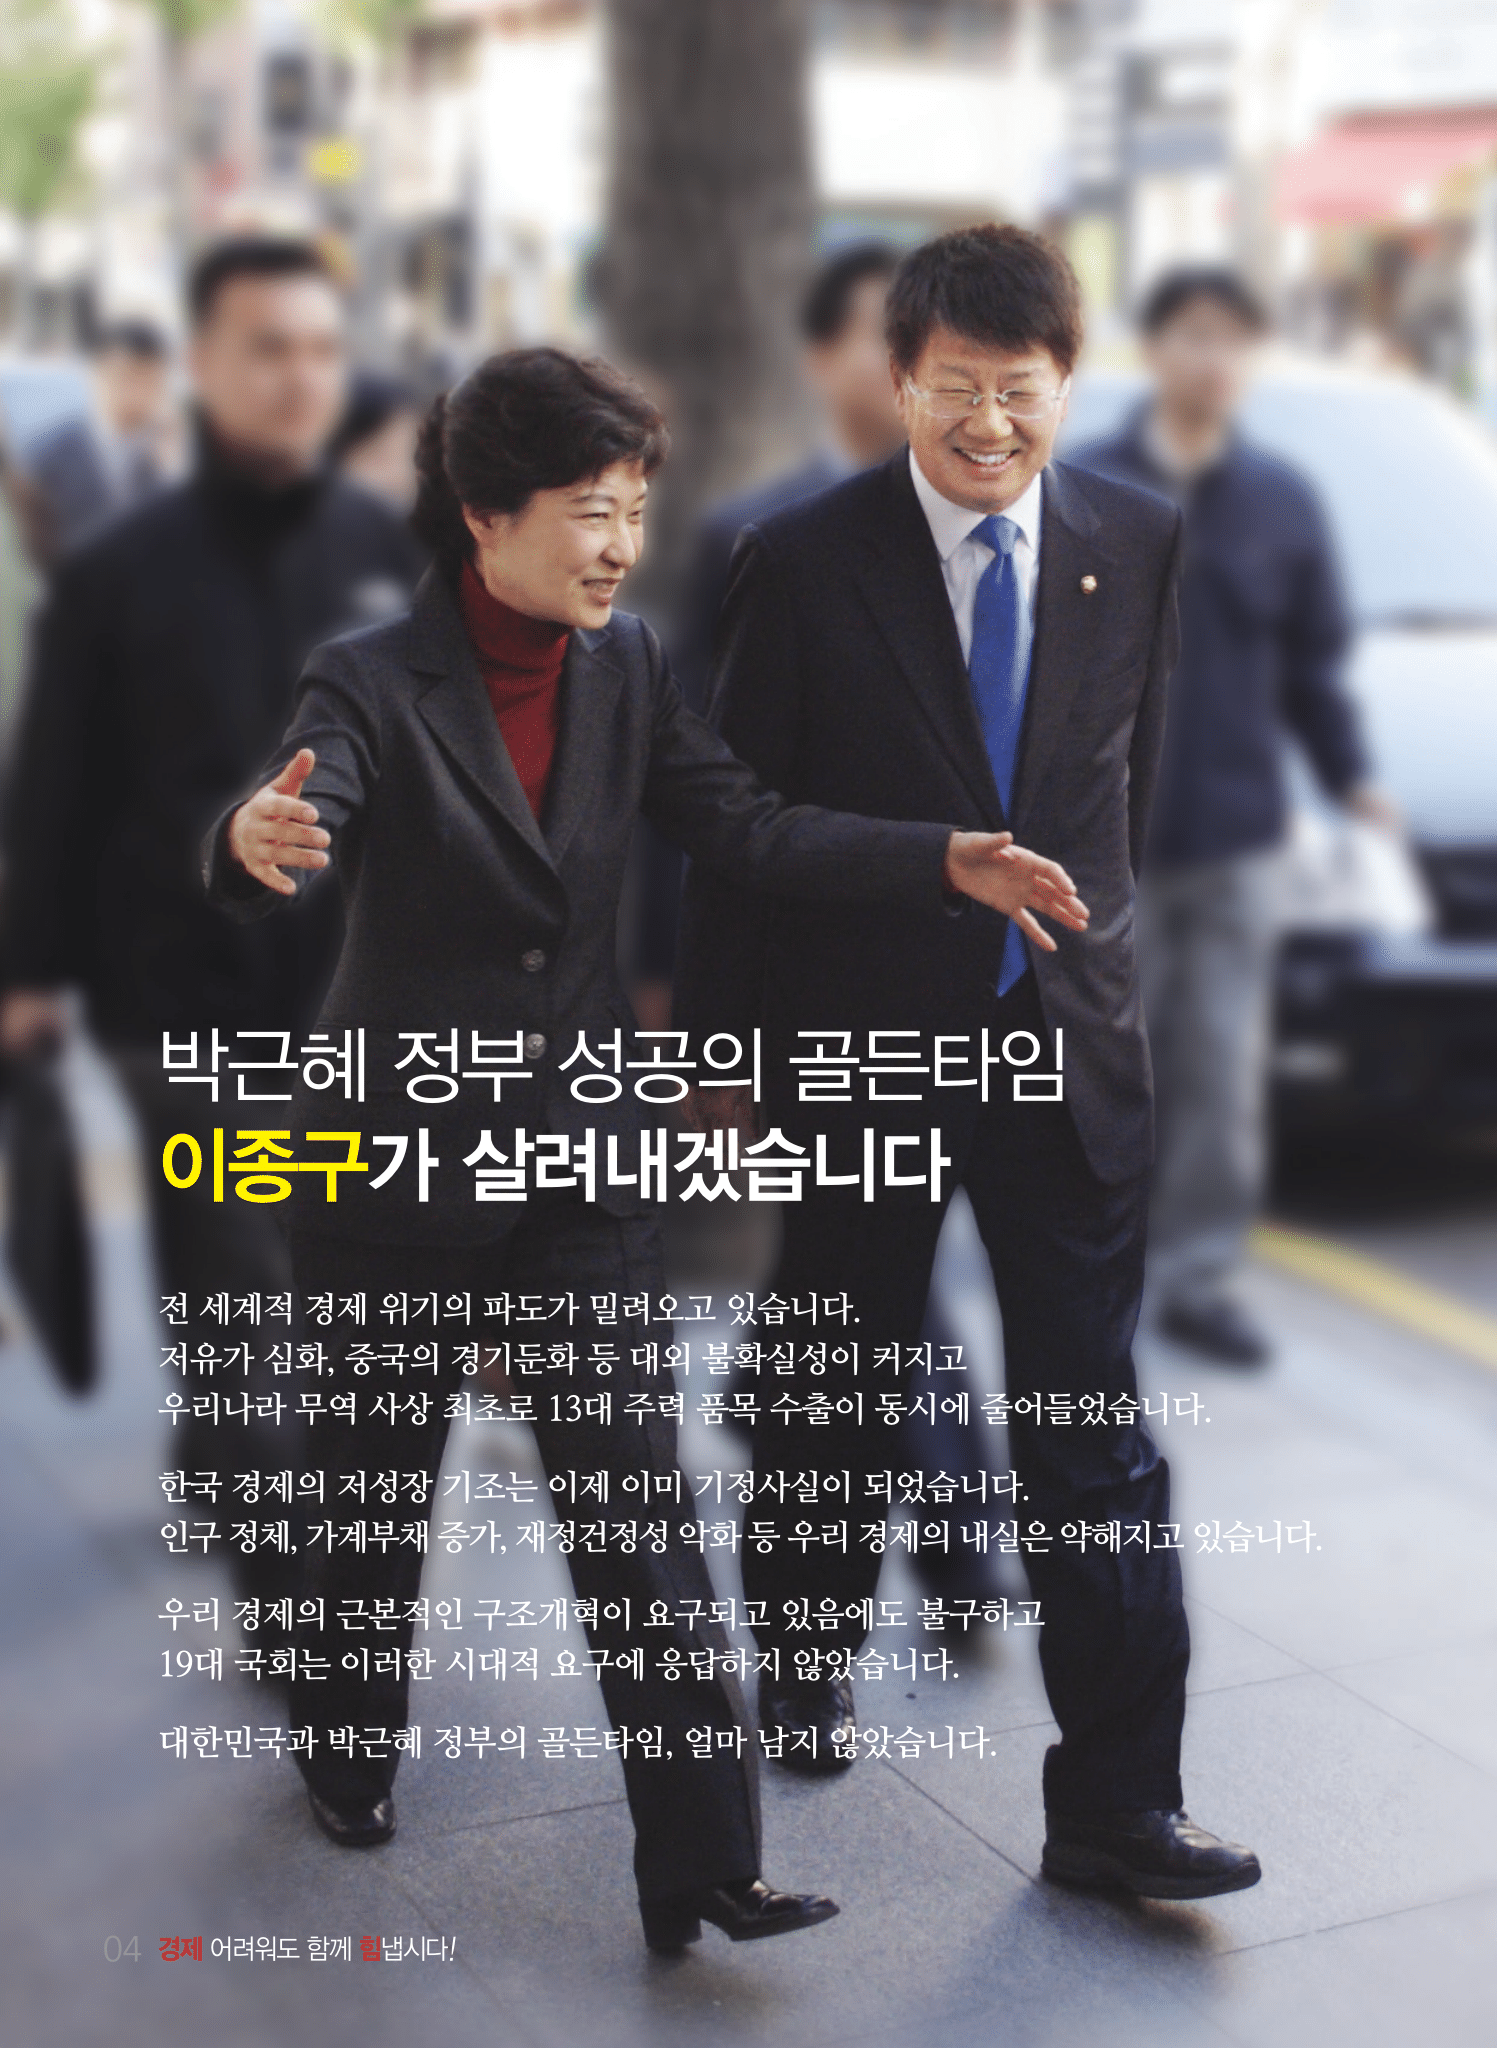 박근혜 정부 성공의 골든타임
이종구가 살려내겠습니다
전 세계적 경제 위기의 파도가 밀려오고 있습니다.
저유가 심화, 중국의 경기둔화 등 대외 불확실성이 커지고
우리나라 무역 사상 최초로 13대 주력 품목 수출이 동시에 줄어들었습니다.
한국 경제의 저성장 기조는 이제 이미 기정사실이 되었습니다.
인구 정체, 가계부채 증가, 재정건정성 악화 등 우리 경제의 내실은 약해지고 있습니다.
우리 경제의 근본적인 구조개혁이 요구되고 있음에도 불구하고
19대 국회는 이러한 시대적 요구에 응답하지 않았습니다.
대한민국과 박근혜 정부의 골든타임, 얼마 남지 않았습니다.
04 경제 어려워도 함께 힘냅시다!